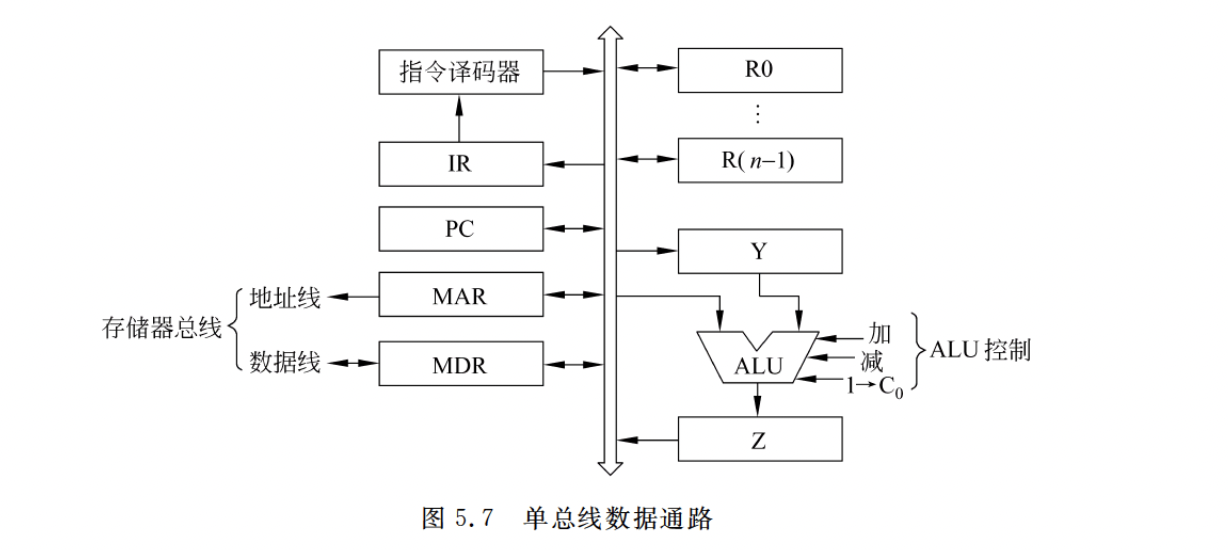 指令译码器
R0
⋮
IR
R(n–1)
PC
Y
存储器总线
地址线
MAR
数据线
MDR
ALU
加
减
1→C₀
ALU 控制
Z
图 5.7 单总线数据通路